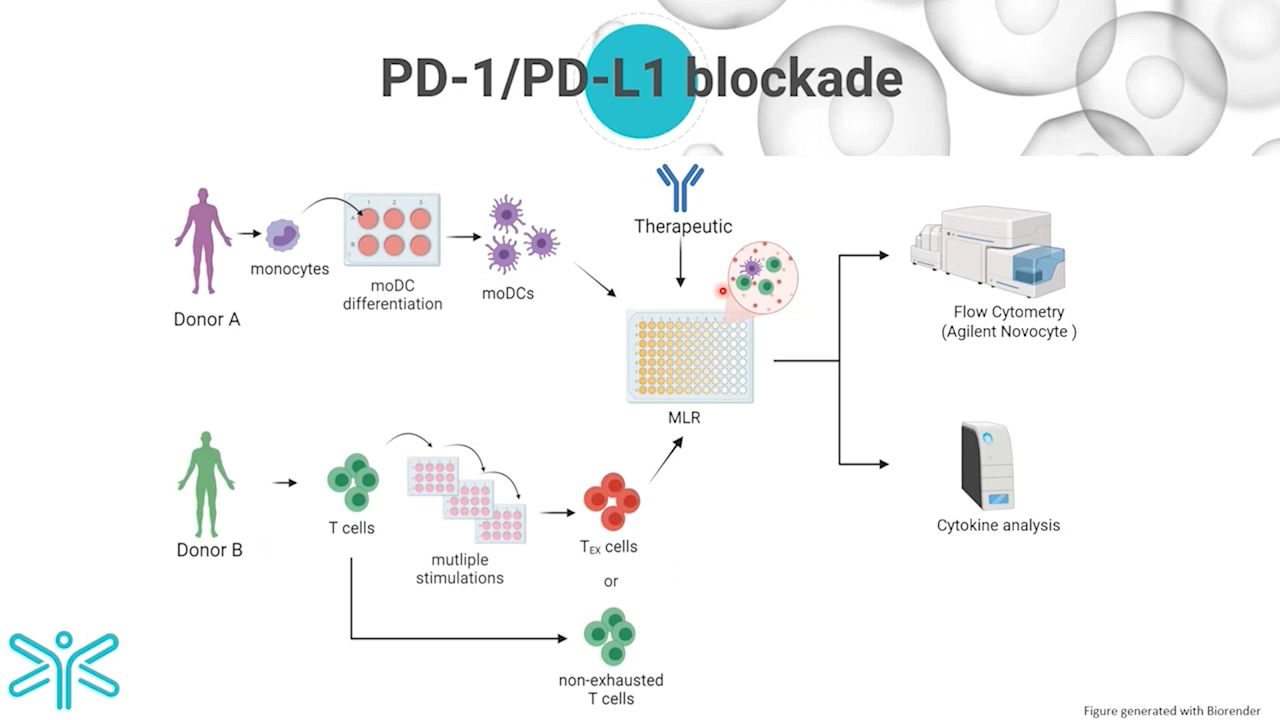 PD-1/PD-L1 blockade
Therapeutic
monocytes
moDC
differentiation
moDCs
Donor A
Flow Cytometry
(Agilent Novocyte )
MLR
T cells
mutliple
stimulations
TEX cells
Donor B
or
non-exhausted
T cells
Cytokine analysis
Figure generated with Biorender